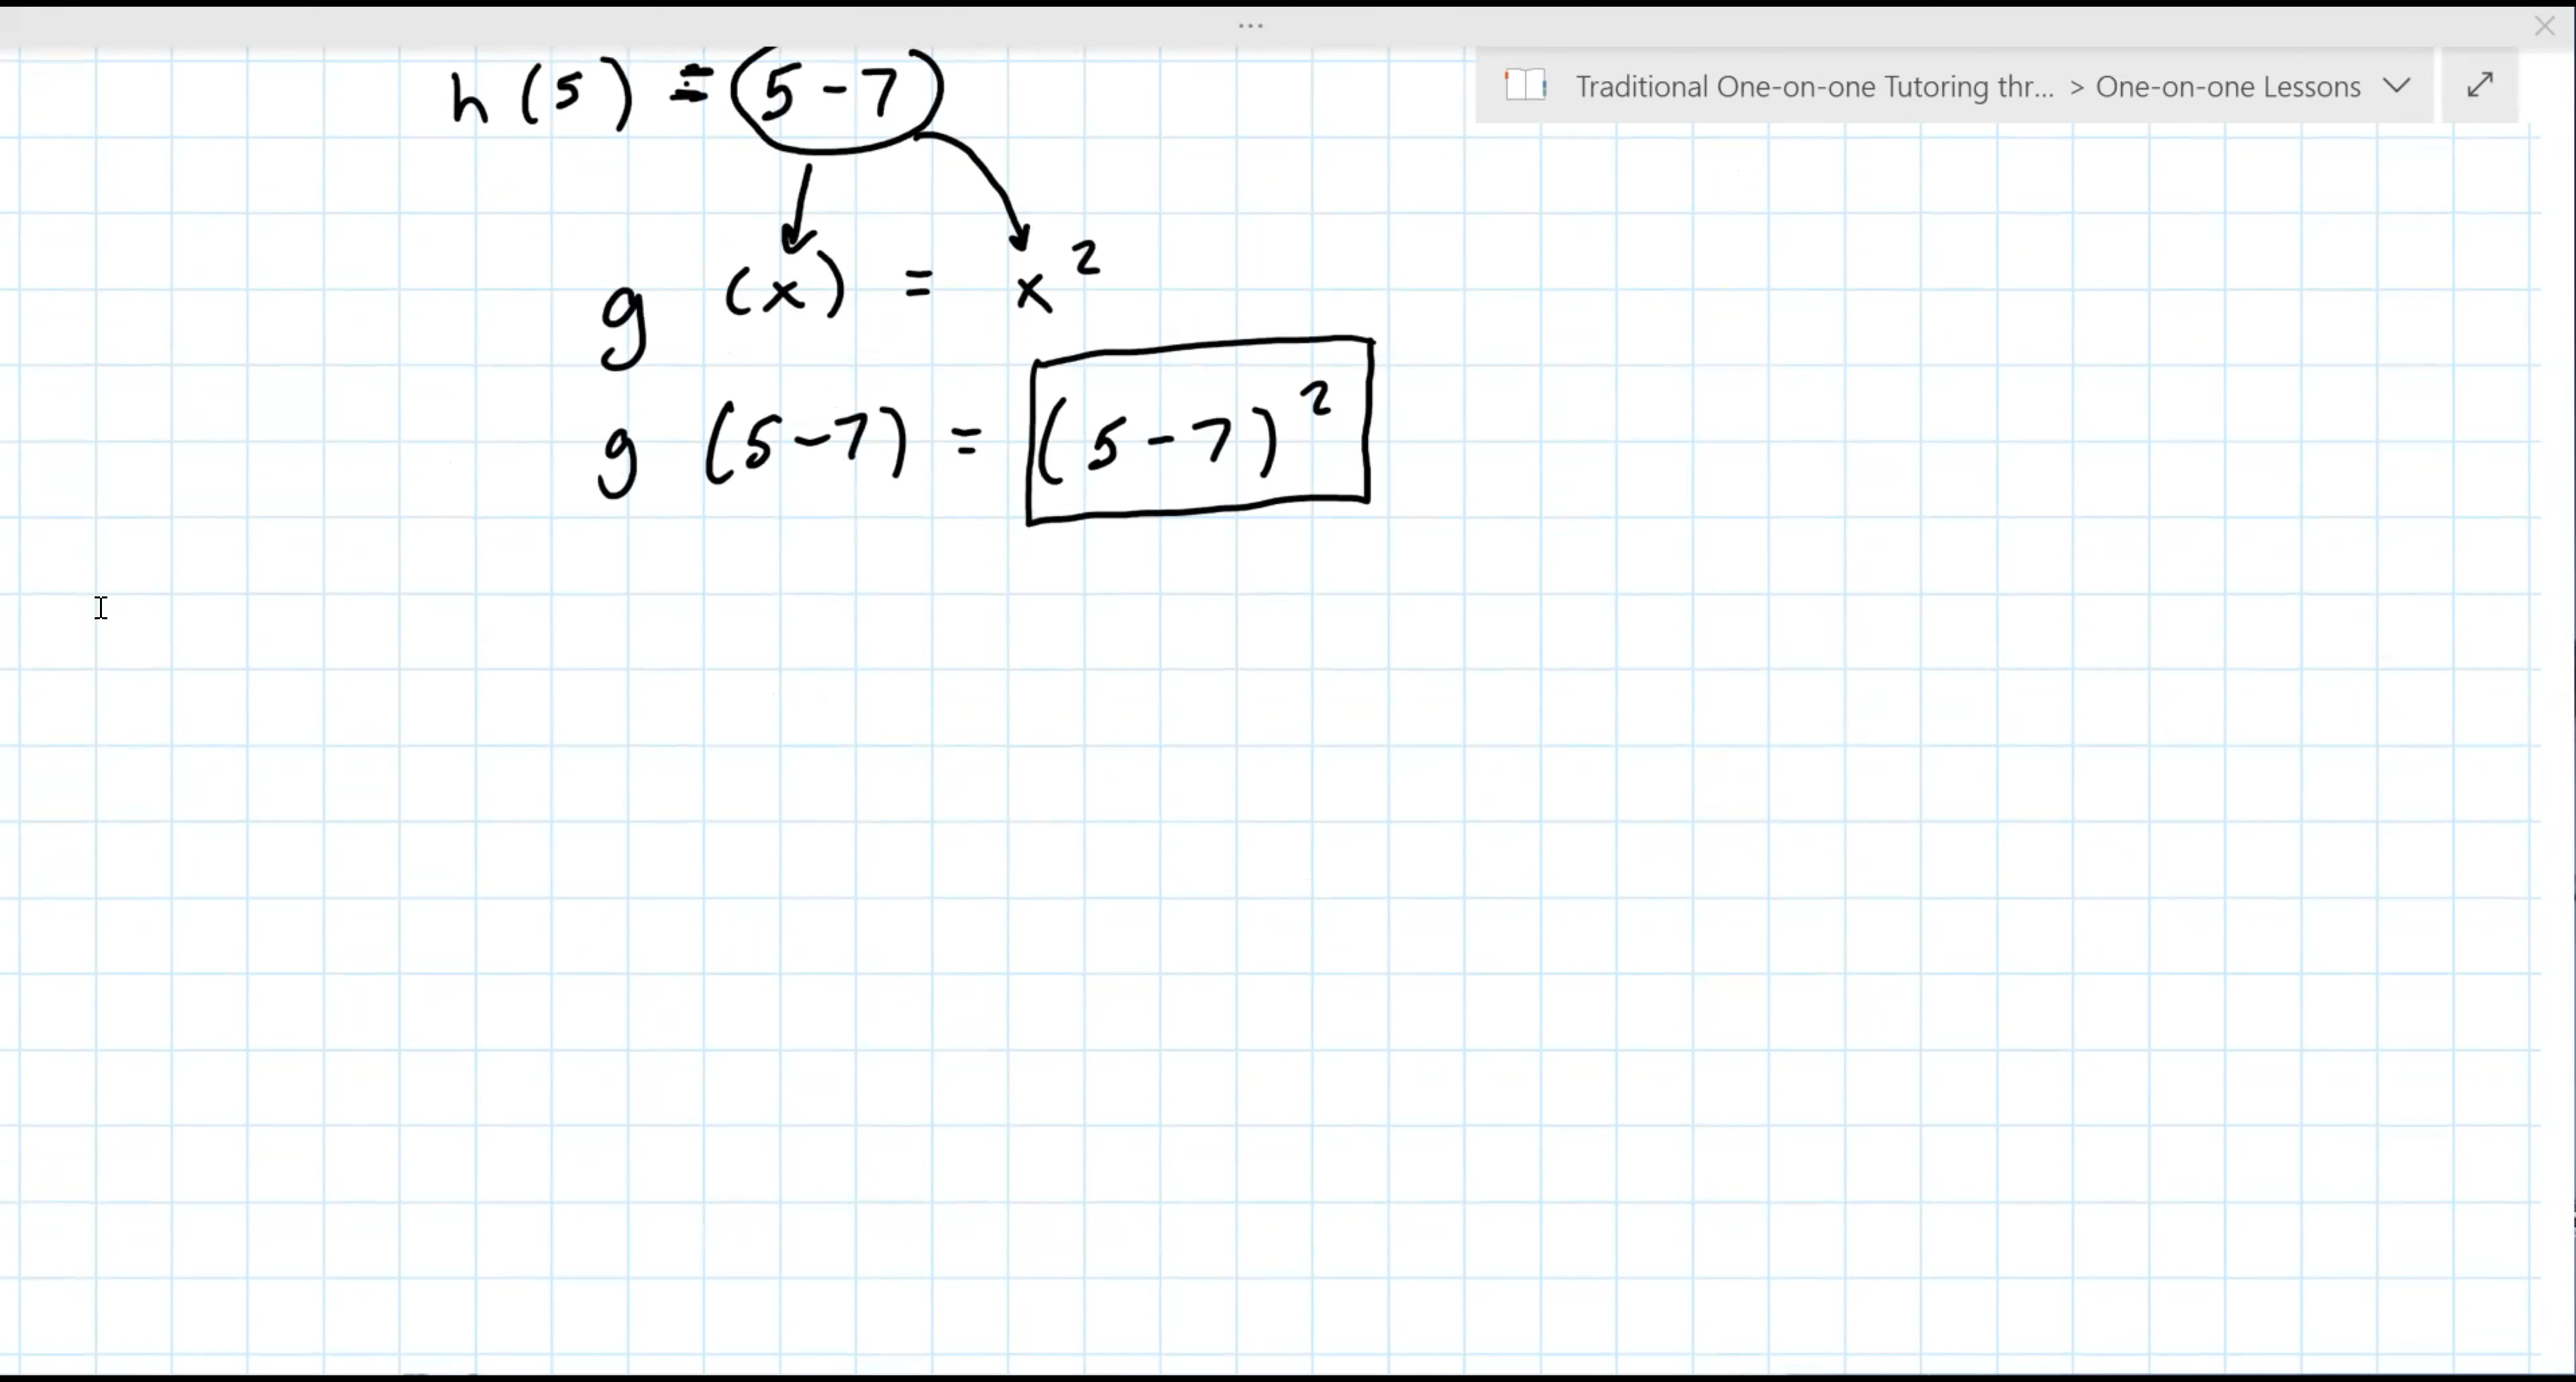 ...
Traditional One-on-one Tutoring thr... > One-on-one Lessons
h (5) = (5-7)
g (x) = x²
g (5-7) = (5-7)²